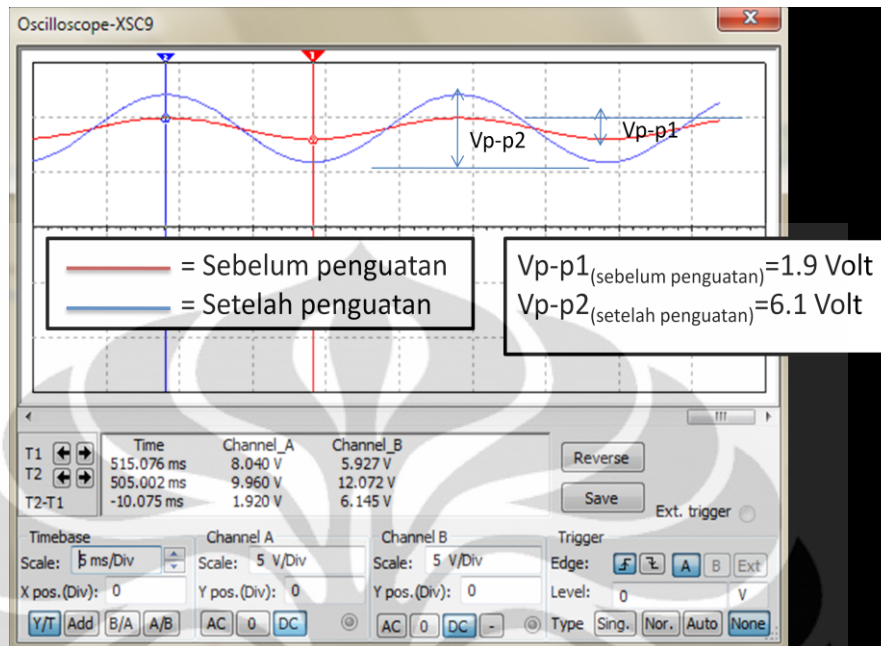 Oscilloscope-XSC9
2
1
Vp-p2
Vp-p1
= Sebelum penguatan
= Setelah penguatan
Vp-p1(sebelum penguatan)=1.9 Volt
Vp-p2(setelah penguatan)=6.1 Volt
Time Channel_A Channel_B
T1 515.076 ms 8.040 V 5.927 V
T2 505.002 ms 9.960 V 12.072 V
T2-T1 -10.075 ms 1.920 V 6.145 V
Reverse
Save
Ext. trigger
Timebase Channel A Channel B Trigger
Scale: 5 ms/Div Scale: 5 V/Div Scale: 5 V/Div Edge: A B Ext
X pos.(Div): 0 Y pos.(Div): 0 Y pos.(Div): 0 Level: 0 V
Y/T Add B/A A/B AC 0 DC AC 0 DC - Type Sing. Nor. Auto None